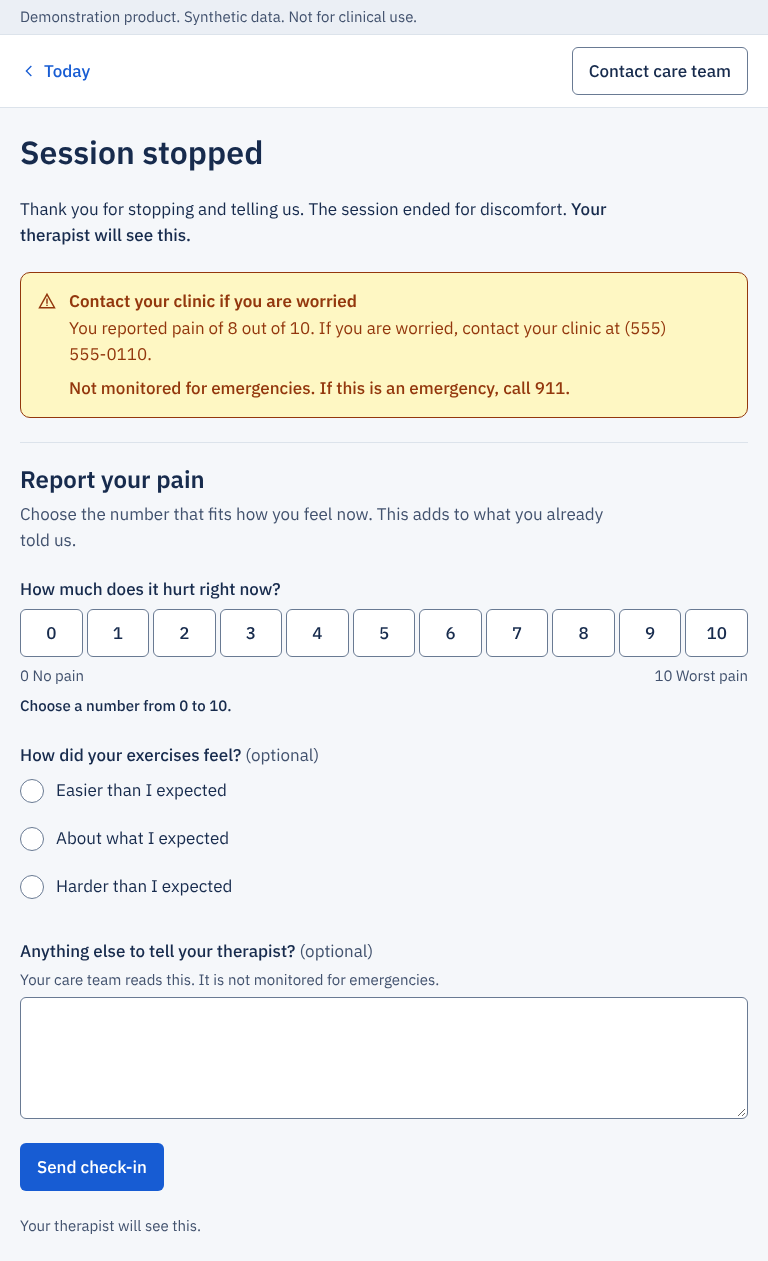 Demonstration product. Synthetic data. Not for clinical use.
Today
Contact care team
Session stopped
Thank you for stopping and telling us. The session ended for discomfort. Your
therapist will see this.
Contact your clinic if you are worried
You reported pain of 8 out of 10. If you are worried, contact your clinic at (555)
555-0110.
Not monitored for emergencies. If this is an emergency, call 911.
Report your pain
Choose the number that fits how you feel now. This adds to what you already
told us.
How much does it hurt right now?
0 1 2 3 4 5 6 7 8 9 10
0 No pain 10 Worst pain
Choose a number from 0 to 10.
How did your exercises feel? (optional)
Easier than I expected
About what I expected
Harder than I expected
Anything else to tell your therapist? (optional)
Your care team reads this. It is not monitored for emergencies.
Send check-in
Your therapist will see this.